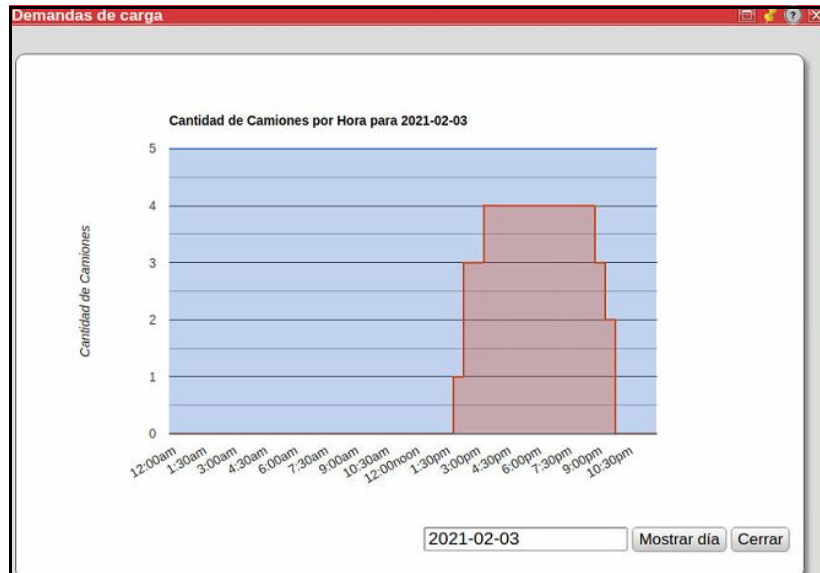 Demandas de carga
Cantidad de Camiones por Hora para 2021-02-03
5
4
3
2
1
0
Cantidad de Camiones
12:00am
1:30am
3:00am
4:30am
6:00am
7:30am
9:00am
10:30am
12:00noon
1:30pm
3:00pm
4:30pm
6:00pm
7:30pm
9:00pm
10:30pm
2021-02-03 Mostrar día Cerrar